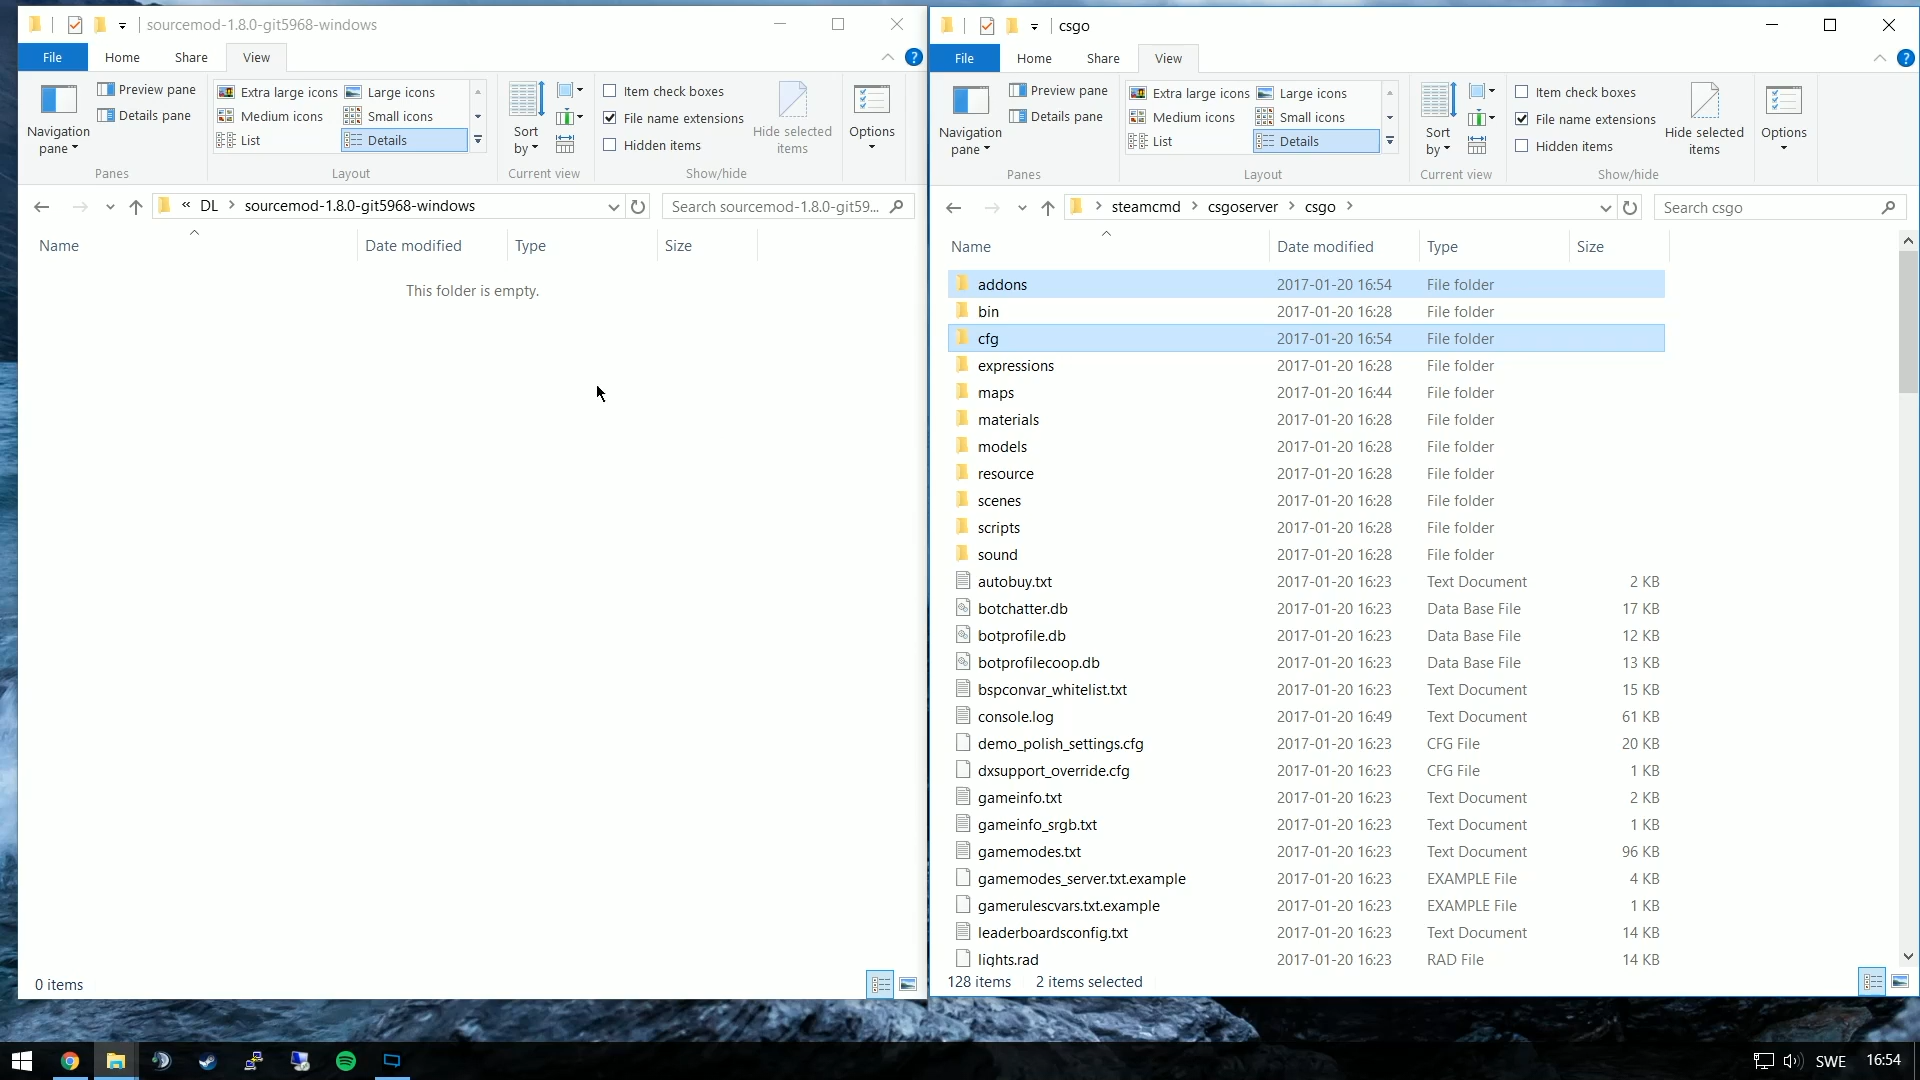 sourcemod-1.8.0-git5968-windows
File Home Share View
Preview pane
Details pane
Navigation pane
Panes
Extra large icons Large icons
Medium icons Small icons
List Details
Layout
Sort by
Current view
Item check boxes
File name extensions
Hidden items
Hide selected items
Show/hide
Options
« DL > sourcemod-1.8.0-git5968-windows
Search sourcemod-1.8.0-git59...
Name Date modified Type Size
This folder is empty.
0 items
csgo
File Home Share View
Preview pane
Details pane
Navigation pane
Panes
Extra large icons Large icons
Medium icons Small icons
List Details
Layout
Sort by
Current view
Item check boxes
File name extensions
Hidden items
Hide selected items
Show/hide
Options
> steamcmd > csgoserver > csgo >
Search csgo
Name Date modified Type Size
addons 2017-01-20 16:54 File folder
bin 2017-01-20 16:28 File folder
cfg 2017-01-20 16:54 File folder
expressions 2017-01-20 16:28 File folder
maps 2017-01-20 16:44 File folder
materials 2017-01-20 16:28 File folder
models 2017-01-20 16:28 File folder
resource 2017-01-20 16:28 File folder
scenes 2017-01-20 16:28 File folder
scripts 2017-01-20 16:28 File folder
sound 2017-01-20 16:28 File folder
autobuy.txt 2017-01-20 16:23 Text Document 2 KB
botchatter.db 2017-01-20 16:23 Data Base File 17 KB
botprofile.db 2017-01-20 16:23 Data Base File 12 KB
botprofilecoop.db 2017-01-20 16:23 Data Base File 13 KB
bspconvar_whitelist.txt 2017-01-20 16:23 Text Document 15 KB
console.log 2017-01-20 16:49 Text Document 61 KB
demo_polish_settings.cfg 2017-01-20 16:23 CFG File 20 KB
dxsupport_override.cfg 2017-01-20 16:23 CFG File 1 KB
gameinfo.txt 2017-01-20 16:23 Text Document 2 KB
gameinfo_srgb.txt 2017-01-20 16:23 Text Document 1 KB
gamemodes.txt 2017-01-20 16:23 Text Document 96 KB
gamemodes_server.txt.example 2017-01-20 16:23 EXAMPLE File 4 KB
gamerulescvars.txt.example 2017-01-20 16:23 EXAMPLE File 1 KB
leaderboardsconfig.txt 2017-01-20 16:23 Text Document 14 KB
lights.rad 2017-01-20 16:23 RAD File 14 KB
128 items 2 items selected
SWE 16:54